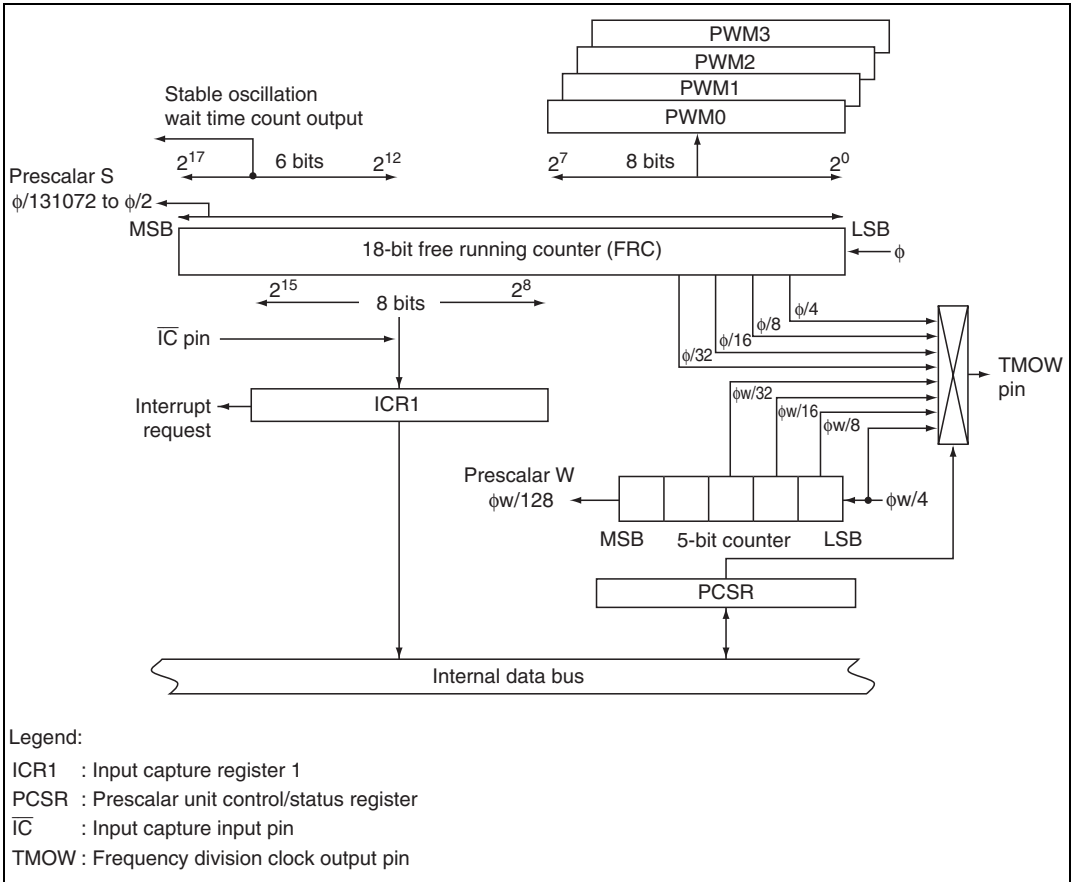 PWM3
PWM2
PWM1
PWM0
Stable oscillation
wait time count output
2^17 6 bits 2^12
2^7 8 bits 2^0
Prescalar S
ϕ/131072 to ϕ/2
MSB
LSB
18-bit free running counter (FRC)
ϕ
2^15 8 bits 2^8
ϕ/4
ϕ/8
ϕ/16
ϕ/32
I̅C̅ pin
TMOW
pin
ICR1
Interrupt
request
ϕw/32
ϕw/16
ϕw/8
Prescalar W
ϕw/128
ϕw/4
MSB 5-bit counter LSB
PCSR
Internal data bus
Legend:
ICR1 : Input capture register 1
PCSR : Prescalar unit control/status register
I̅C̅ : Input capture input pin
TMOW : Frequency division clock output pin